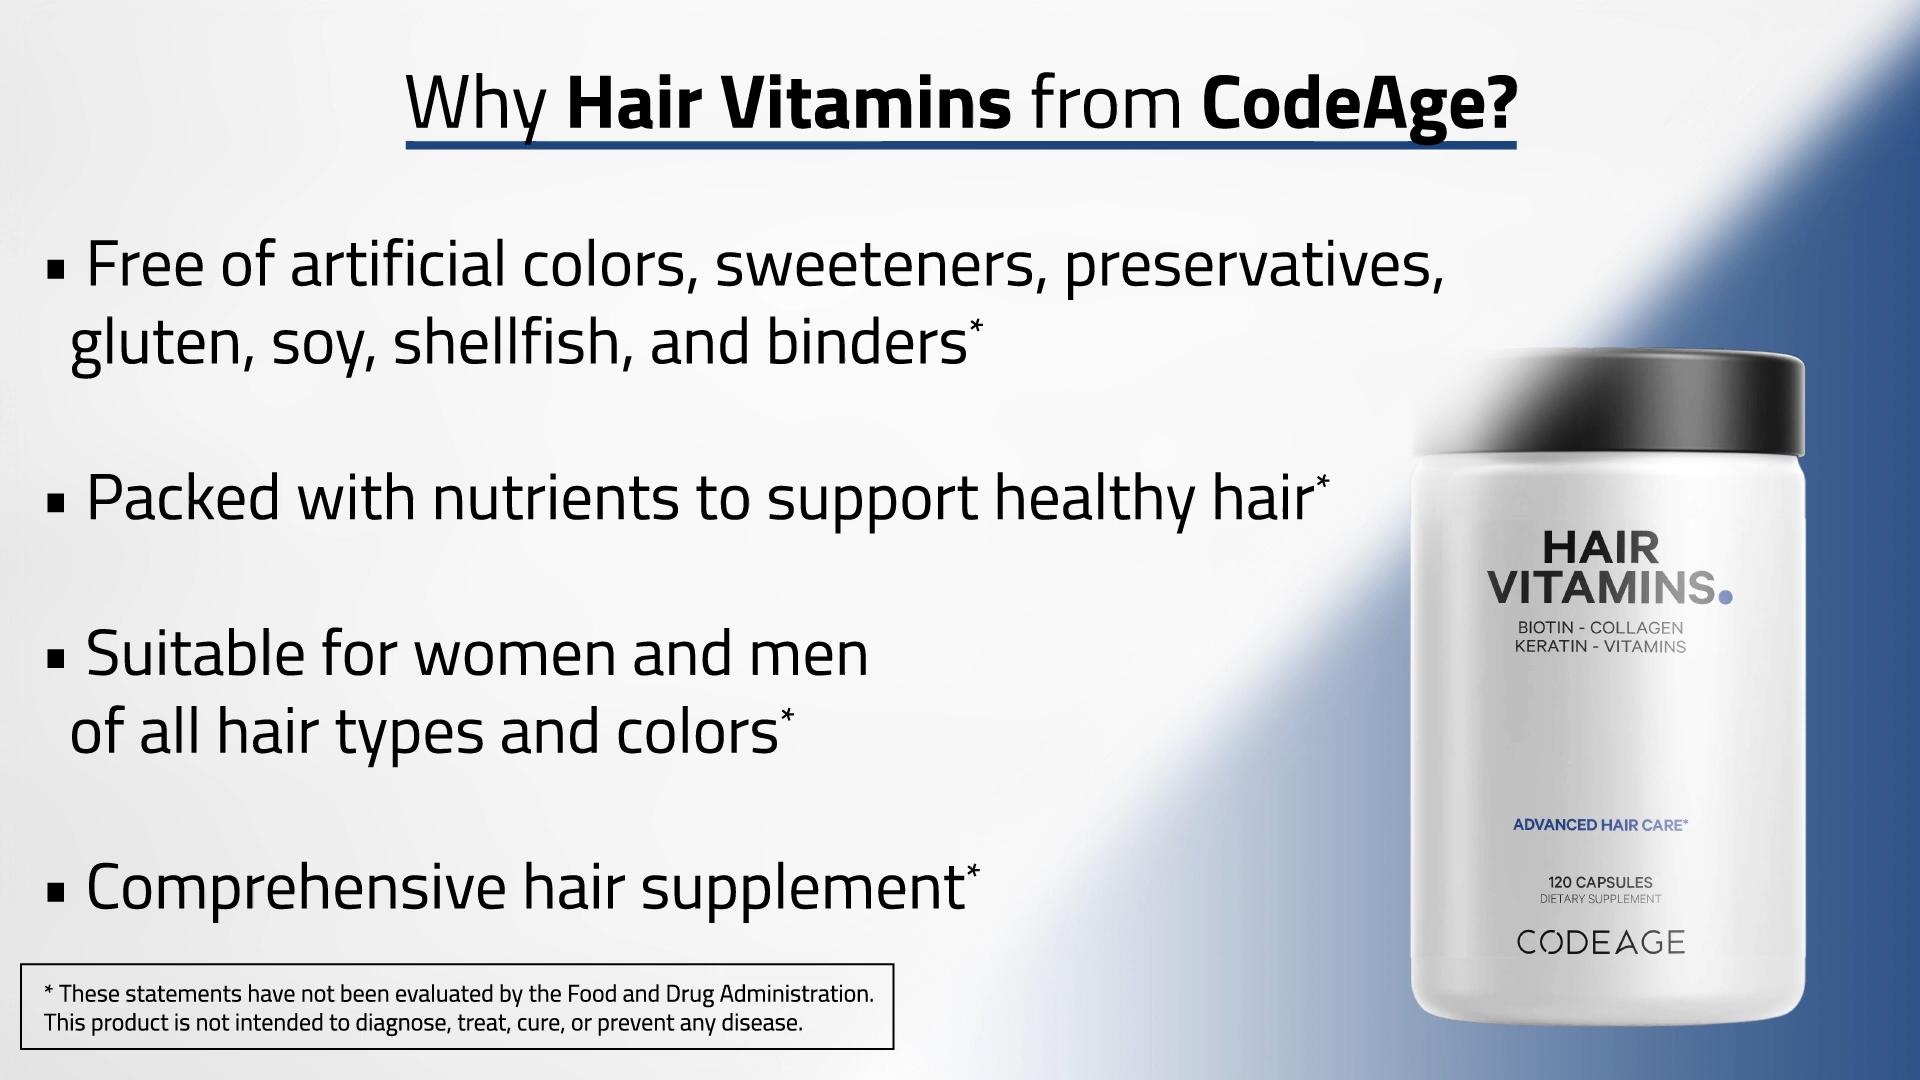 Why Hair Vitamins from CodeAge?
▪ Free of artificial colors, sweeteners, preservatives,
gluten, soy, shellfish, and binders*
▪ Packed with nutrients to support healthy hair*
▪ Suitable for women and men
of all hair types and colors*
▪ Comprehensive hair supplement*
* These statements have not been evaluated by the Food and Drug Administration.
This product is not intended to diagnose, treat, cure, or prevent any disease.
HAIR
VITAMINS.
BIOTIN - COLLAGEN
KERATIN - VITAMINS
ADVANCED HAIR CARE*
120 CAPSULES
DIETARY SUPPLEMENT
CODEAGE